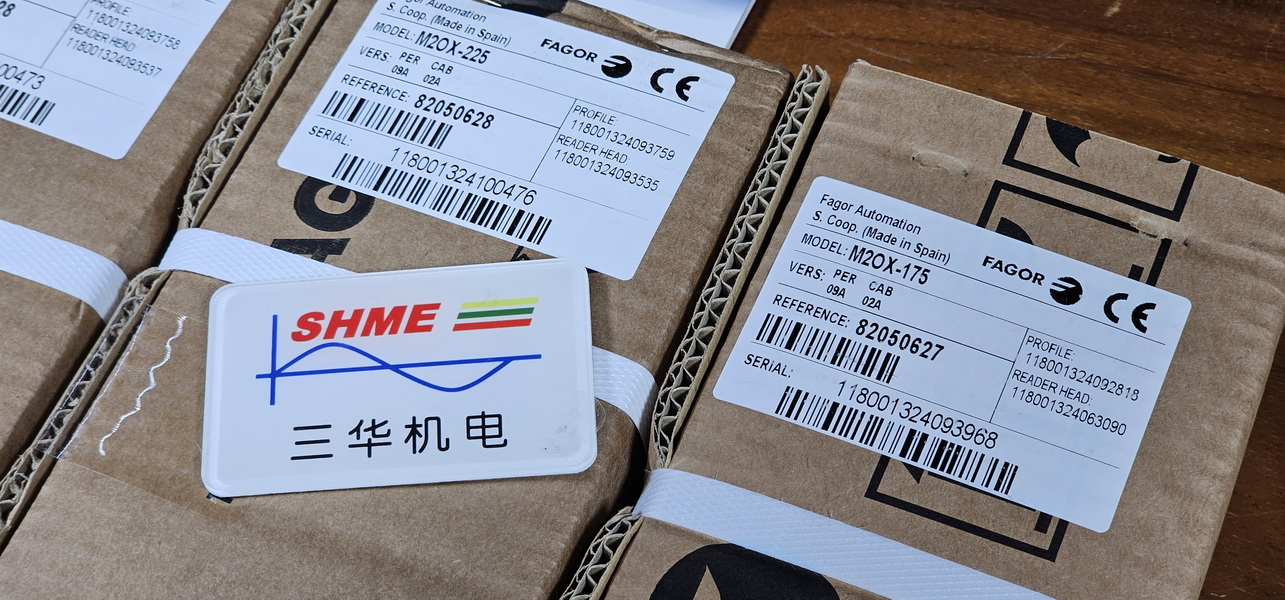 28
PROFILE:
118001324093758
READER HEAD:
118001324093537
00473
Fagor Automation
S. Coop. (Made in Spain)
MODEL: M2OX-225
FAGOR
CE
VERS: PER CAB
09A 02A
REFERENCE: 82050628
PROFILE:
118001324093759
READER HEAD:
118001324093535
SERIAL:
118001324100476
AG
SHME
三华机电
Fagor Automation
S. Coop. (Made in Spain)
MODEL: M2OX-175
FAGOR
CE
VERS: PER CAB
09A 02A
REFERENCE: 82050627
PROFILE:
118001324092818
READER HEAD:
118001324063090
SERIAL:
118001324093968